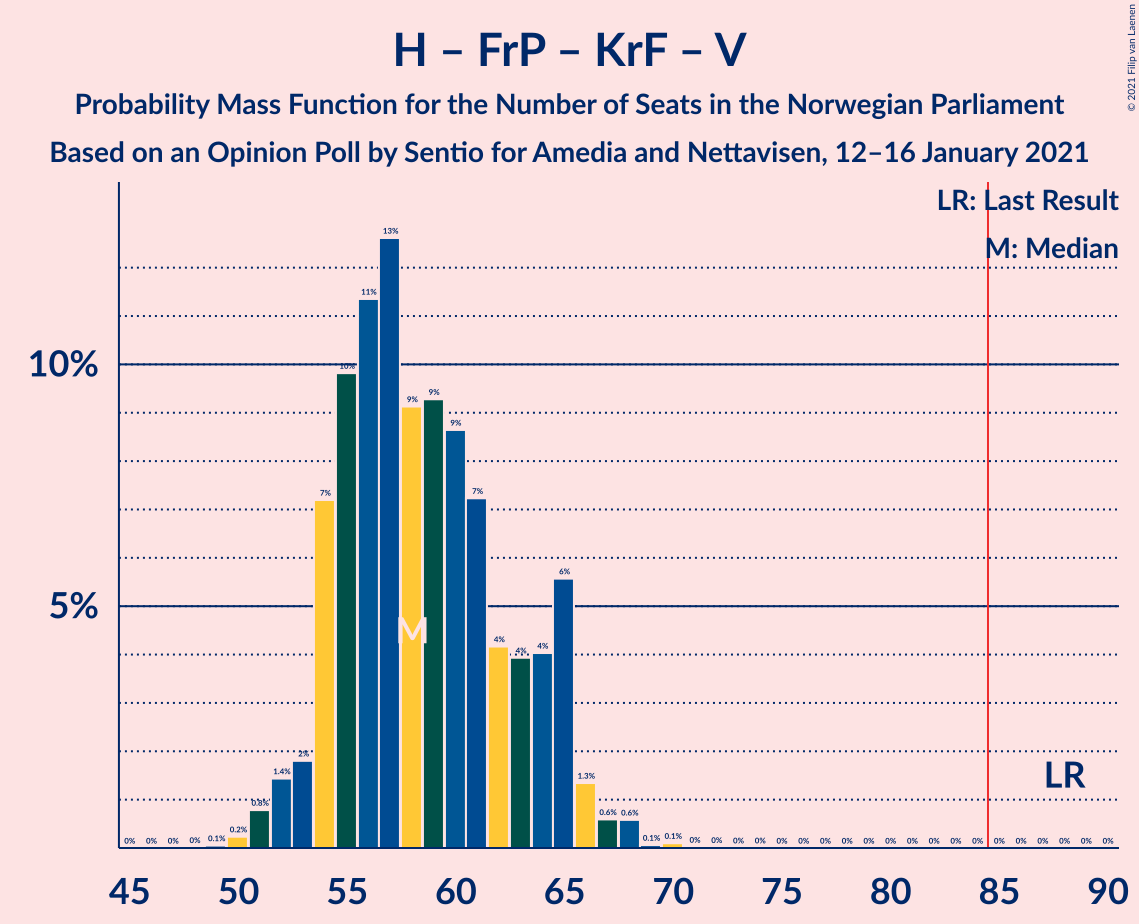 H – FrP – KrF – V
Probability Mass Function for the Number of Seats in the Norwegian Parliament
Based on an Opinion Poll by Sentio for Amedia and Nettavisen, 12–16 January 2021
© 2021 Filip van Laenen
LR: Last Result
M: Median
10%
5%
0% 0% 0% 0% 0.1% 0.2% 0.8% 1.4% 2% 7% 10% 11% 13% 9% 9% 9% 7% 4% 4% 4% 6% 1.3% 0.6% 0.6% 0.1% 0.1% 0% 0% 0% 0% 0% 0% 0% 0% 0% 0% 0% 0% 0% 0% 0% 0% 0% 0% 0% 0%
M
LR
45 50 55 60 65 70 75 80 85 90